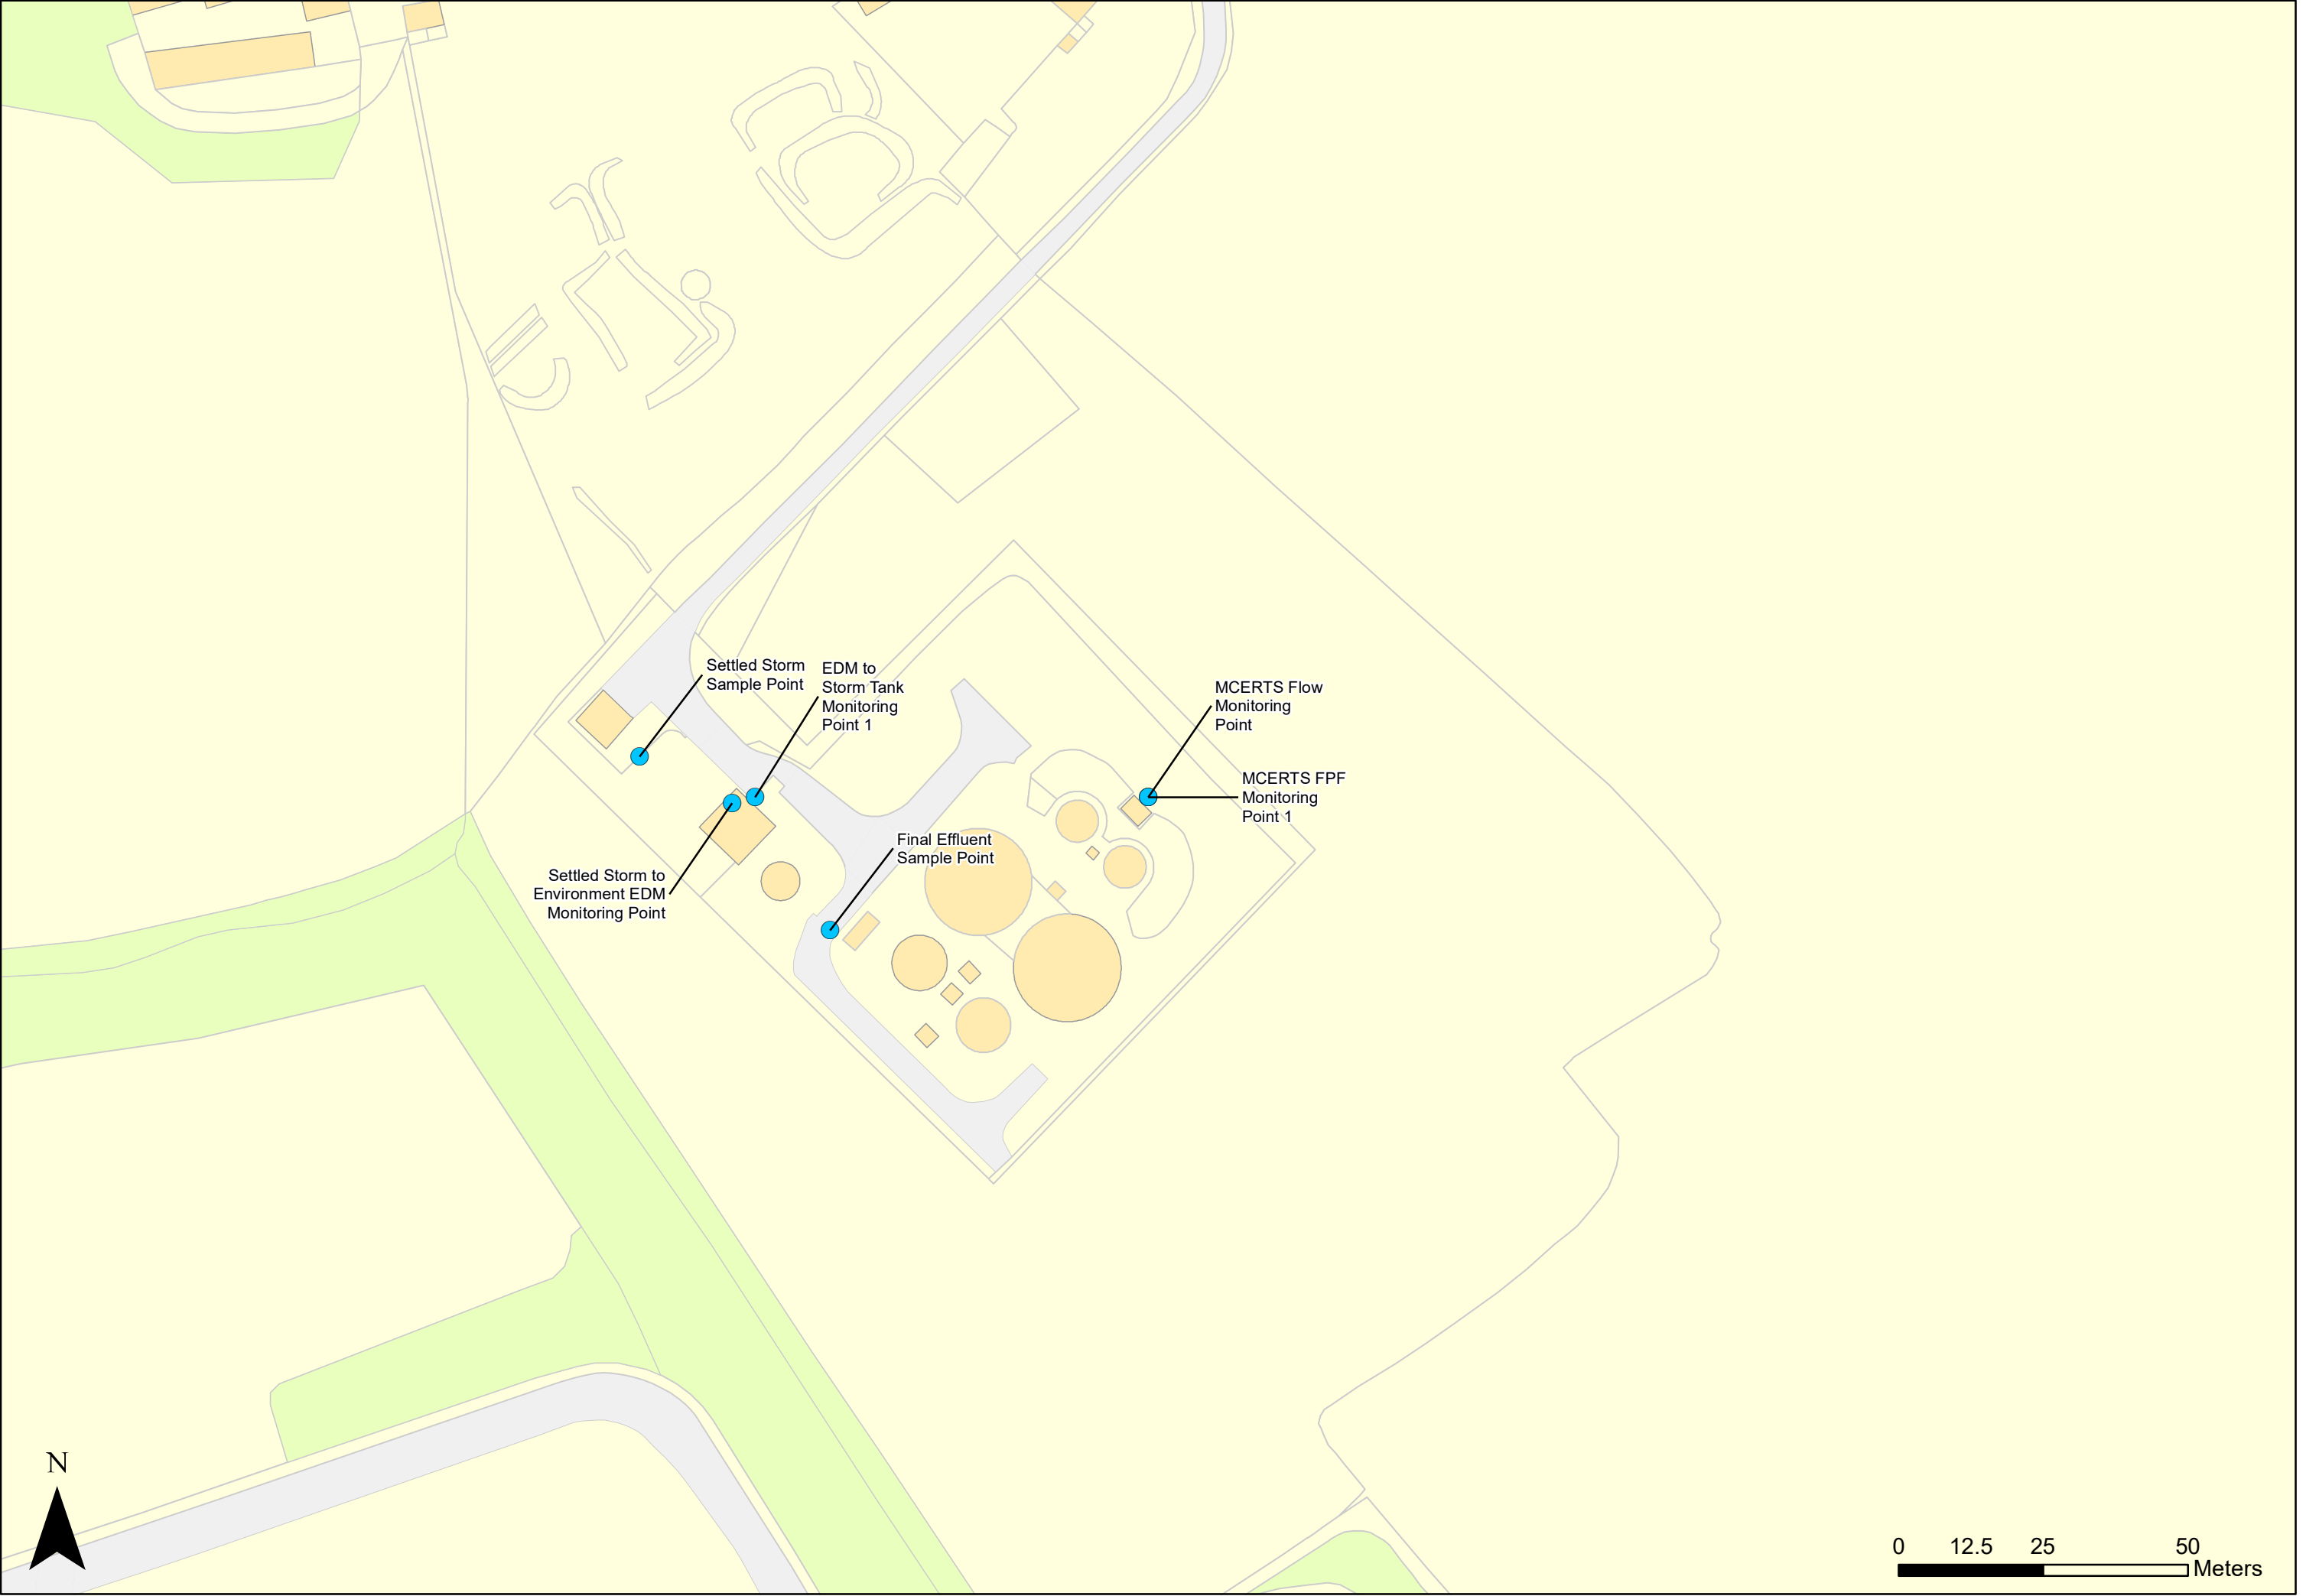 Settled Storm
Sample Point
EDM to
Storm Tank
Monitoring
Point 1
MCERTS Flow
Monitoring
Point
MCERTS FPF
Monitoring
Point 1
Final Effluent
Sample Point
Settled Storm to
Environment EDM
Monitoring Point
N
0 12.5 25 50
Meters